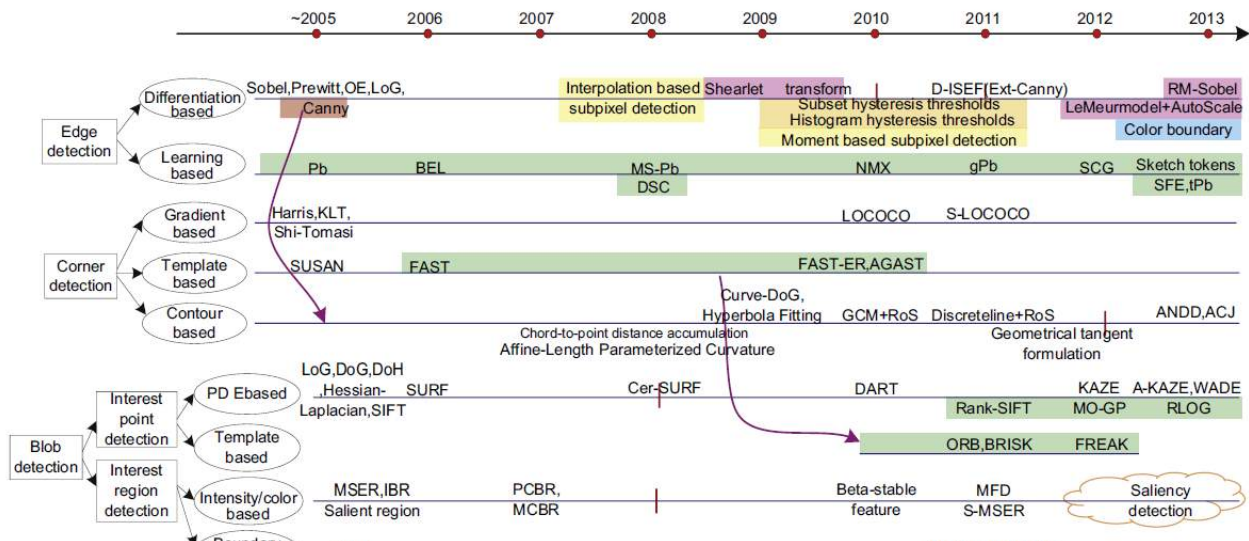 ~2005 2006 2007 2008 2009 2010 2011 2012 2013
Edge
detection
Differentiation
based
Sobel,Prewitt,OE,LoG,
Canny
Interpolation based
subpixel detection
Shearlet transform
D-ISEF(Ext-Canny)
Subset hysteresis thresholds
Histogram hysteresis thresholds
Moment based subpixel detection
RM-Sobel
LeMeurmodel+AutoScale
Color boundary
Learning
based
Pb BEL MS-Pb NMX gPb SCG Sketch tokens
DSC SFE,tPb
Corner
detection
Gradient
based
Harris,KLT,
Shi-Tomasi
LOCOCO S-LOCOCO
Template
based
SUSAN FAST FAST-ER,AGAST
Contour
based
Curve-DoG,
Hyperbola Fitting
GCM+RoS Discreteline+RoS ANDD,ACJ
Chord-to-point distance accumulation
Affine-Length Parameterized Curvature
Geometrical tangent
formulation
Blob
detection
Interest
point
detection
PD Ebased
LoG,DoG,DoH
,Hessian-
Laplacian,SIFT
SURF Cer-SURF DART KAZE A-KAZE,WADE
Rank-SIFT MO-GP RLOG
Template
based
ORB,BRISK FREAK
Interest
region
detection
Intensity/color
based
MSER,IBR
Salient region
PCBR,
MCBR
Beta-stable
feature
MFD
S-MSER
Saliency
detection